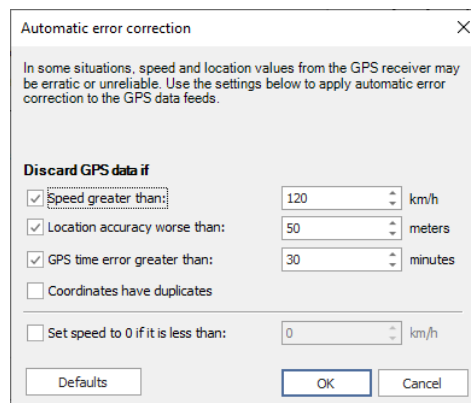 Automatic error correction
In some situations, speed and location values from the GPS receiver may
be erratic or unreliable. Use the settings below to apply automatic error
correction to the GPS data feeds.
Discard GPS data if
Speed greater than: 120 km/h
Location accuracy worse than: 50 meters
GPS time error greater than: 30 minutes
Coordinates have duplicates
Set speed to 0 if it is less than: 0 km/h
Defaults OK Cancel